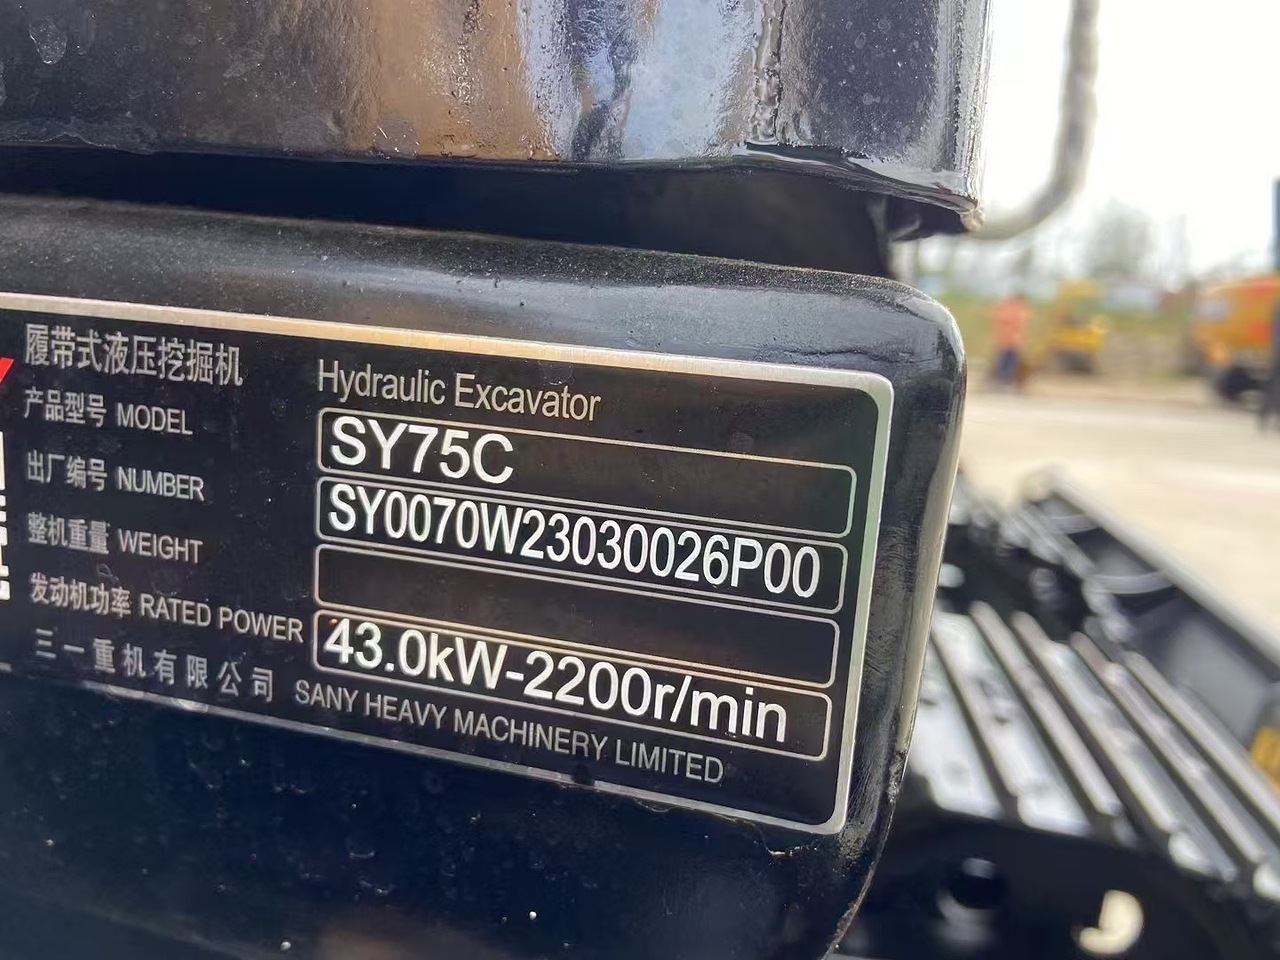 履带式液压挖掘机 Hydraulic Excavator
产品型号 MODEL SY75C
出厂编号 NUMBER SY0070W23030026P00
整机重量 WEIGHT
发动机功率 RATED POWER 43.0kW-2200r/min
三一重机有限公司 SANY HEAVY MACHINERY LIMITED